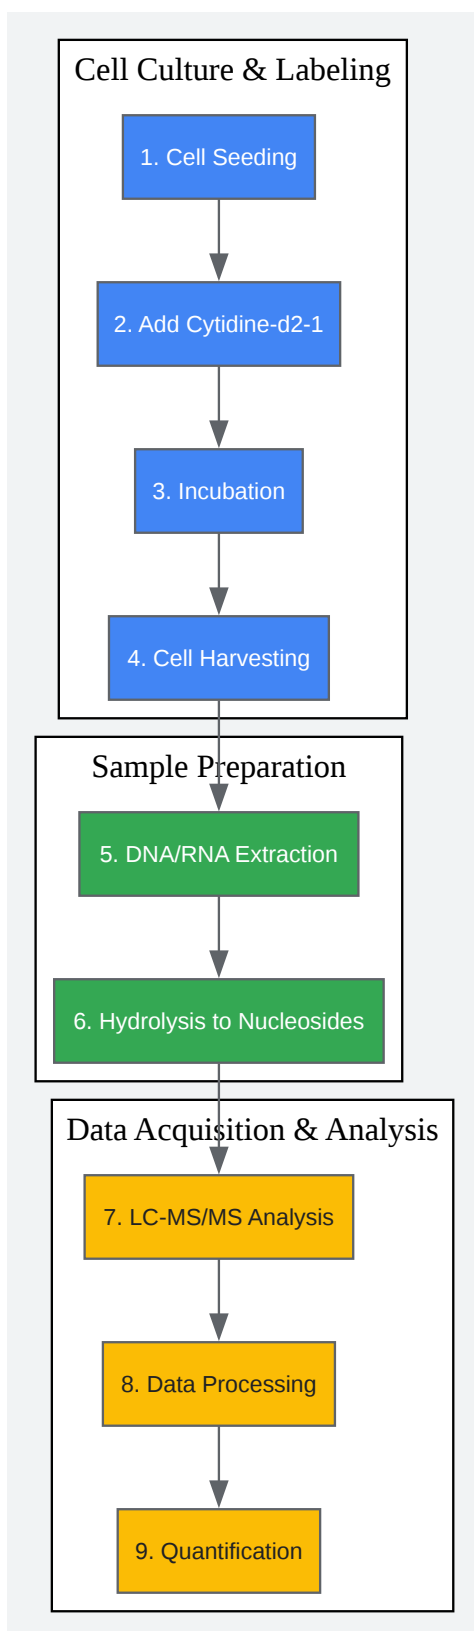 Cell Culture & Labeling
1. Cell Seeding
2. Add Cytidine-d2-1
3. Incubation
4. Cell Harvesting
Sample Preparation
5. DNA/RNA Extraction
6. Hydrolysis to Nucleosides
Data Acquisition & Analysis
7. LC-MS/MS Analysis
8. Data Processing
9. Quantification